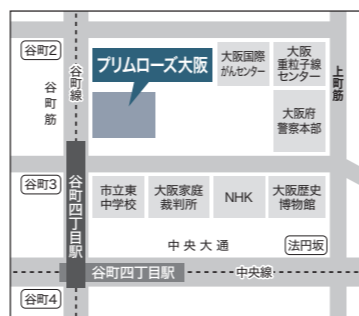 谷町2
谷町線
谷町筋
プリムローズ大阪
大阪国際
がんセンター
大阪
重粒子線
センター
上町筋
大阪府
警察本部
谷町3
谷町四丁目駅
市立東
中学校
大阪家庭
裁判所
NHK
大阪歴史
博物館
中央大通
法円坂
谷町四丁目駅
中央線
谷町4